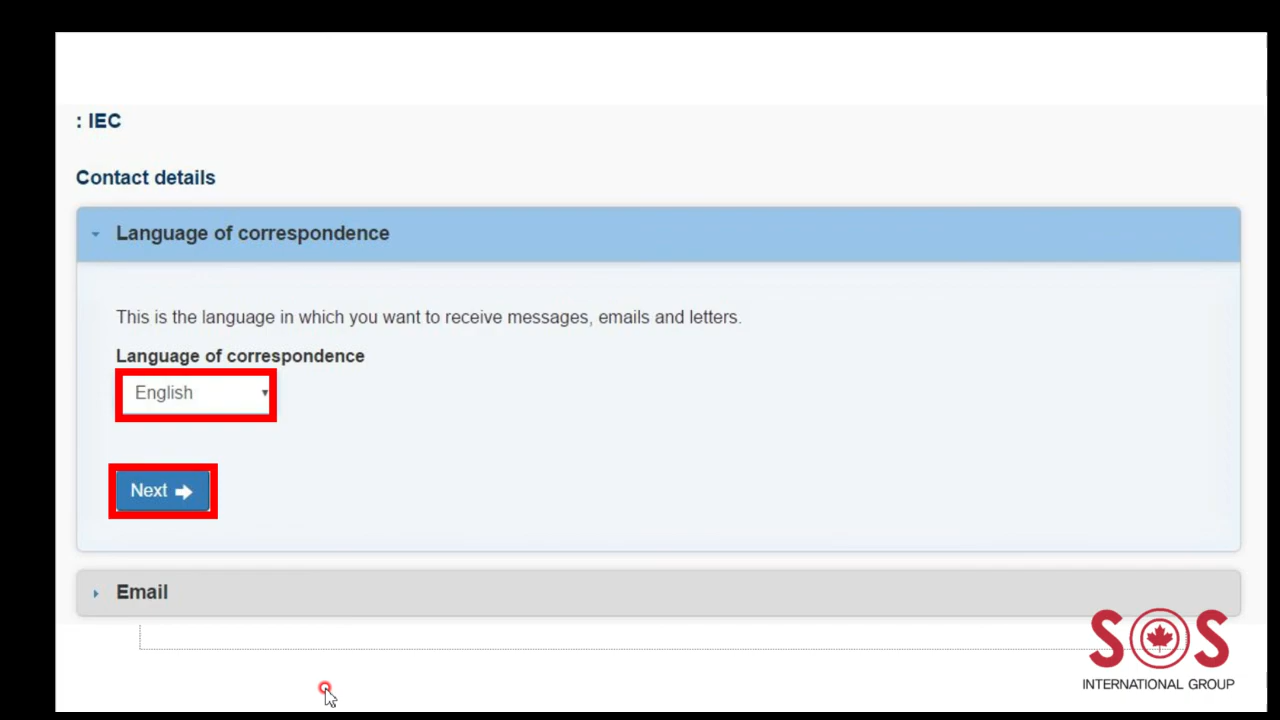 : IEC
Contact details
Language of correspondence
This is the language in which you want to receive messages, emails and letters.
Language of correspondence
English
Next
Email
SOS
INTERNATIONAL GROUP